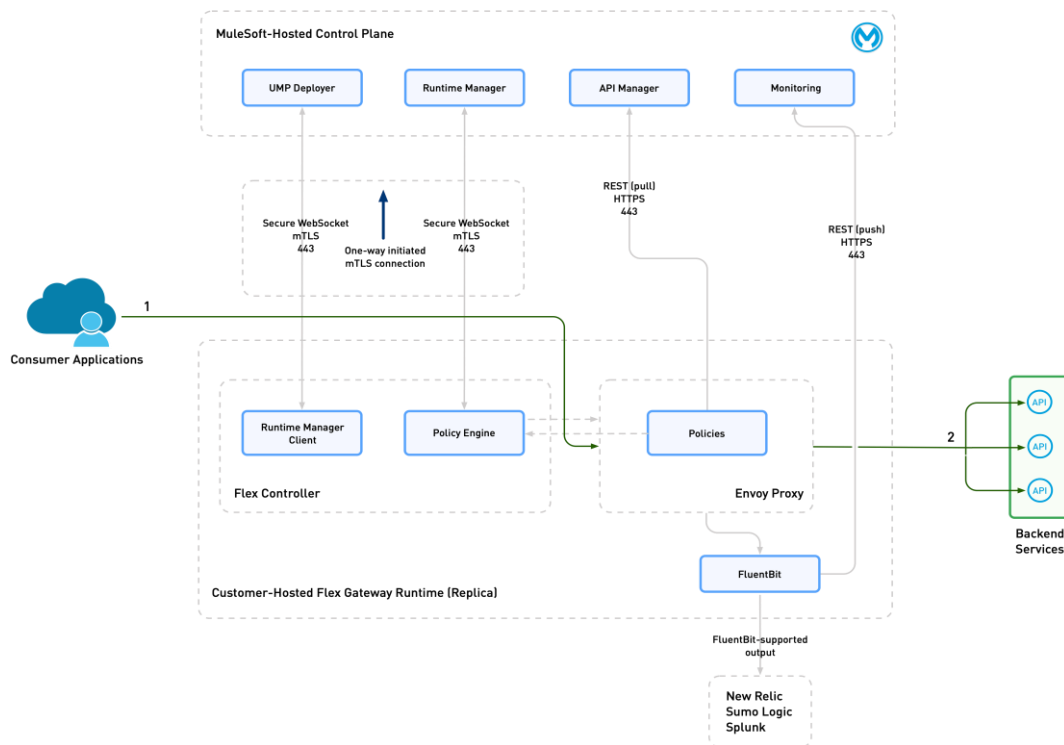 MuleSoft-Hosted Control Plane
UMP Deployer
Runtime Manager
API Manager
Monitoring
REST (pull)
HTTPS
443
Secure WebSocket
mTLS
443
One-way initiated
mTLS connection
Secure WebSocket
mTLS
443
REST (push)
HTTPS
443
1
Consumer Applications
Runtime Manager
Client
Policy Engine
Policies
Flex Controller
Envoy Proxy
2
API
API
API
Backend
Services
FluentBit
Customer-Hosted Flex Gateway Runtime (Replica)
FluentBit-supported
output
New Relic
Sumo Logic
Splunk